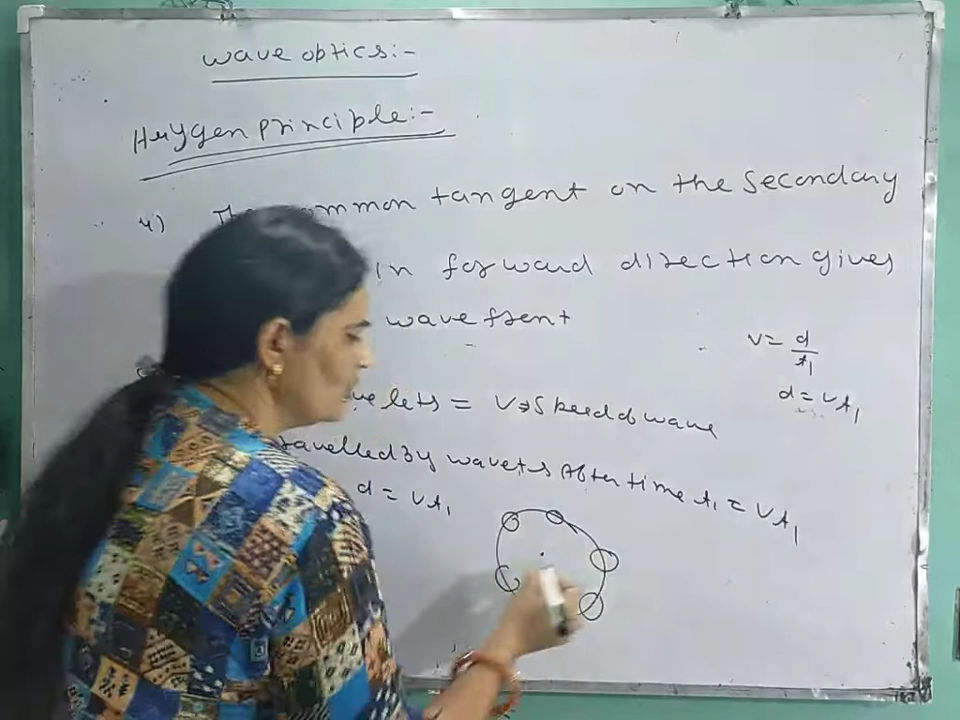 wave optics:-
Huygen principle:-
4) The common tangent on the secondary
in forward direction gives
wave front
v = d/t₁
d = vt₁
velets = V → speed of wave
travelled by wavets After time t₁ = vt₁
d = vt₁